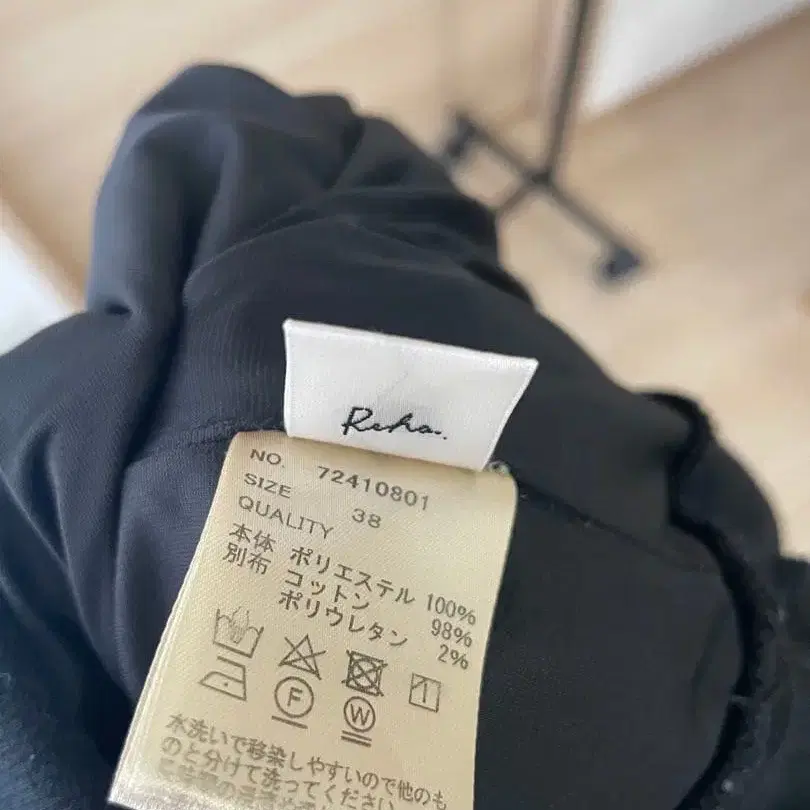 Reho.
NO. 72410801
SIZE 38
QUALITY
本体 ポリエステル 100%
別布 コットン 98%
ポリウレタン 2%
F
W
水洗いで移染しやすいので他のも
のと分けて洗ってください